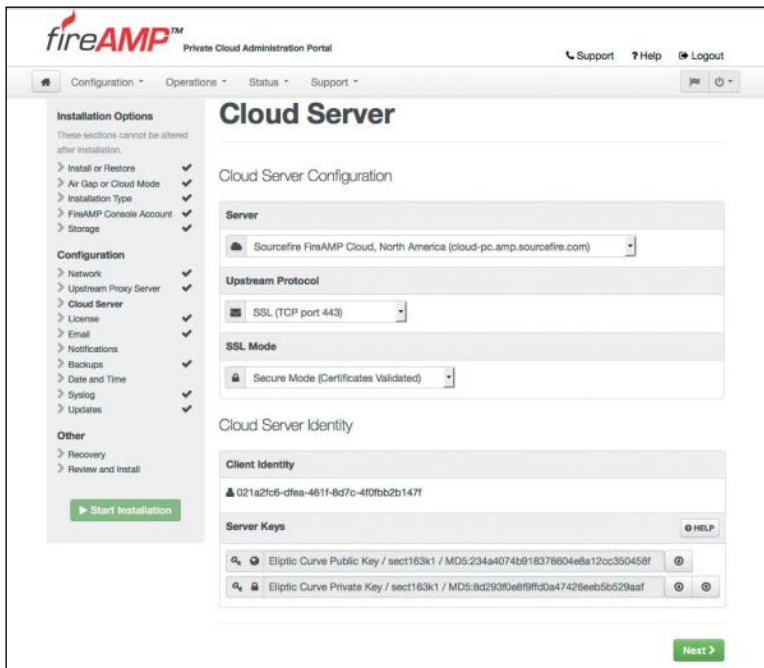 fireAMP™
Private Cloud Administration Portal
Support ? Help Logout
Configuration Operations Status Support
Installation Options
These sections cannot be altered
after installation.
Install or Restore
Air Gap or Cloud Mode
Installation Type
FireAMP Console Account
Storage
Configuration
Network
Upstream Proxy Server
Cloud Server
License
Email
Notifications
Backups
Date and Time
Syslog
Updates
Other
Recovery
Review and Install
Start Installation
Cloud Server
Cloud Server Configuration
Server
Sourcefire FireAMP Cloud, North America (cloud-pc.amp.sourcefire.com)
Upstream Protocol
SSL (TCP port 443)
SSL Mode
Secure Mode (Certificates Validated)
Cloud Server Identity
Client Identity
021a2fc6-dfea-461f-8d7c-4f0fbb2b147f
Server Keys
HELP
Eliptic Curve Public Key / sect163k1 / MD5:234a4074b918378604e8a12cc350458f
Eliptic Curve Private Key / sect163k1 / MD5:8d293f0e8f9ffd0a47426eeb5b529aaf
Next